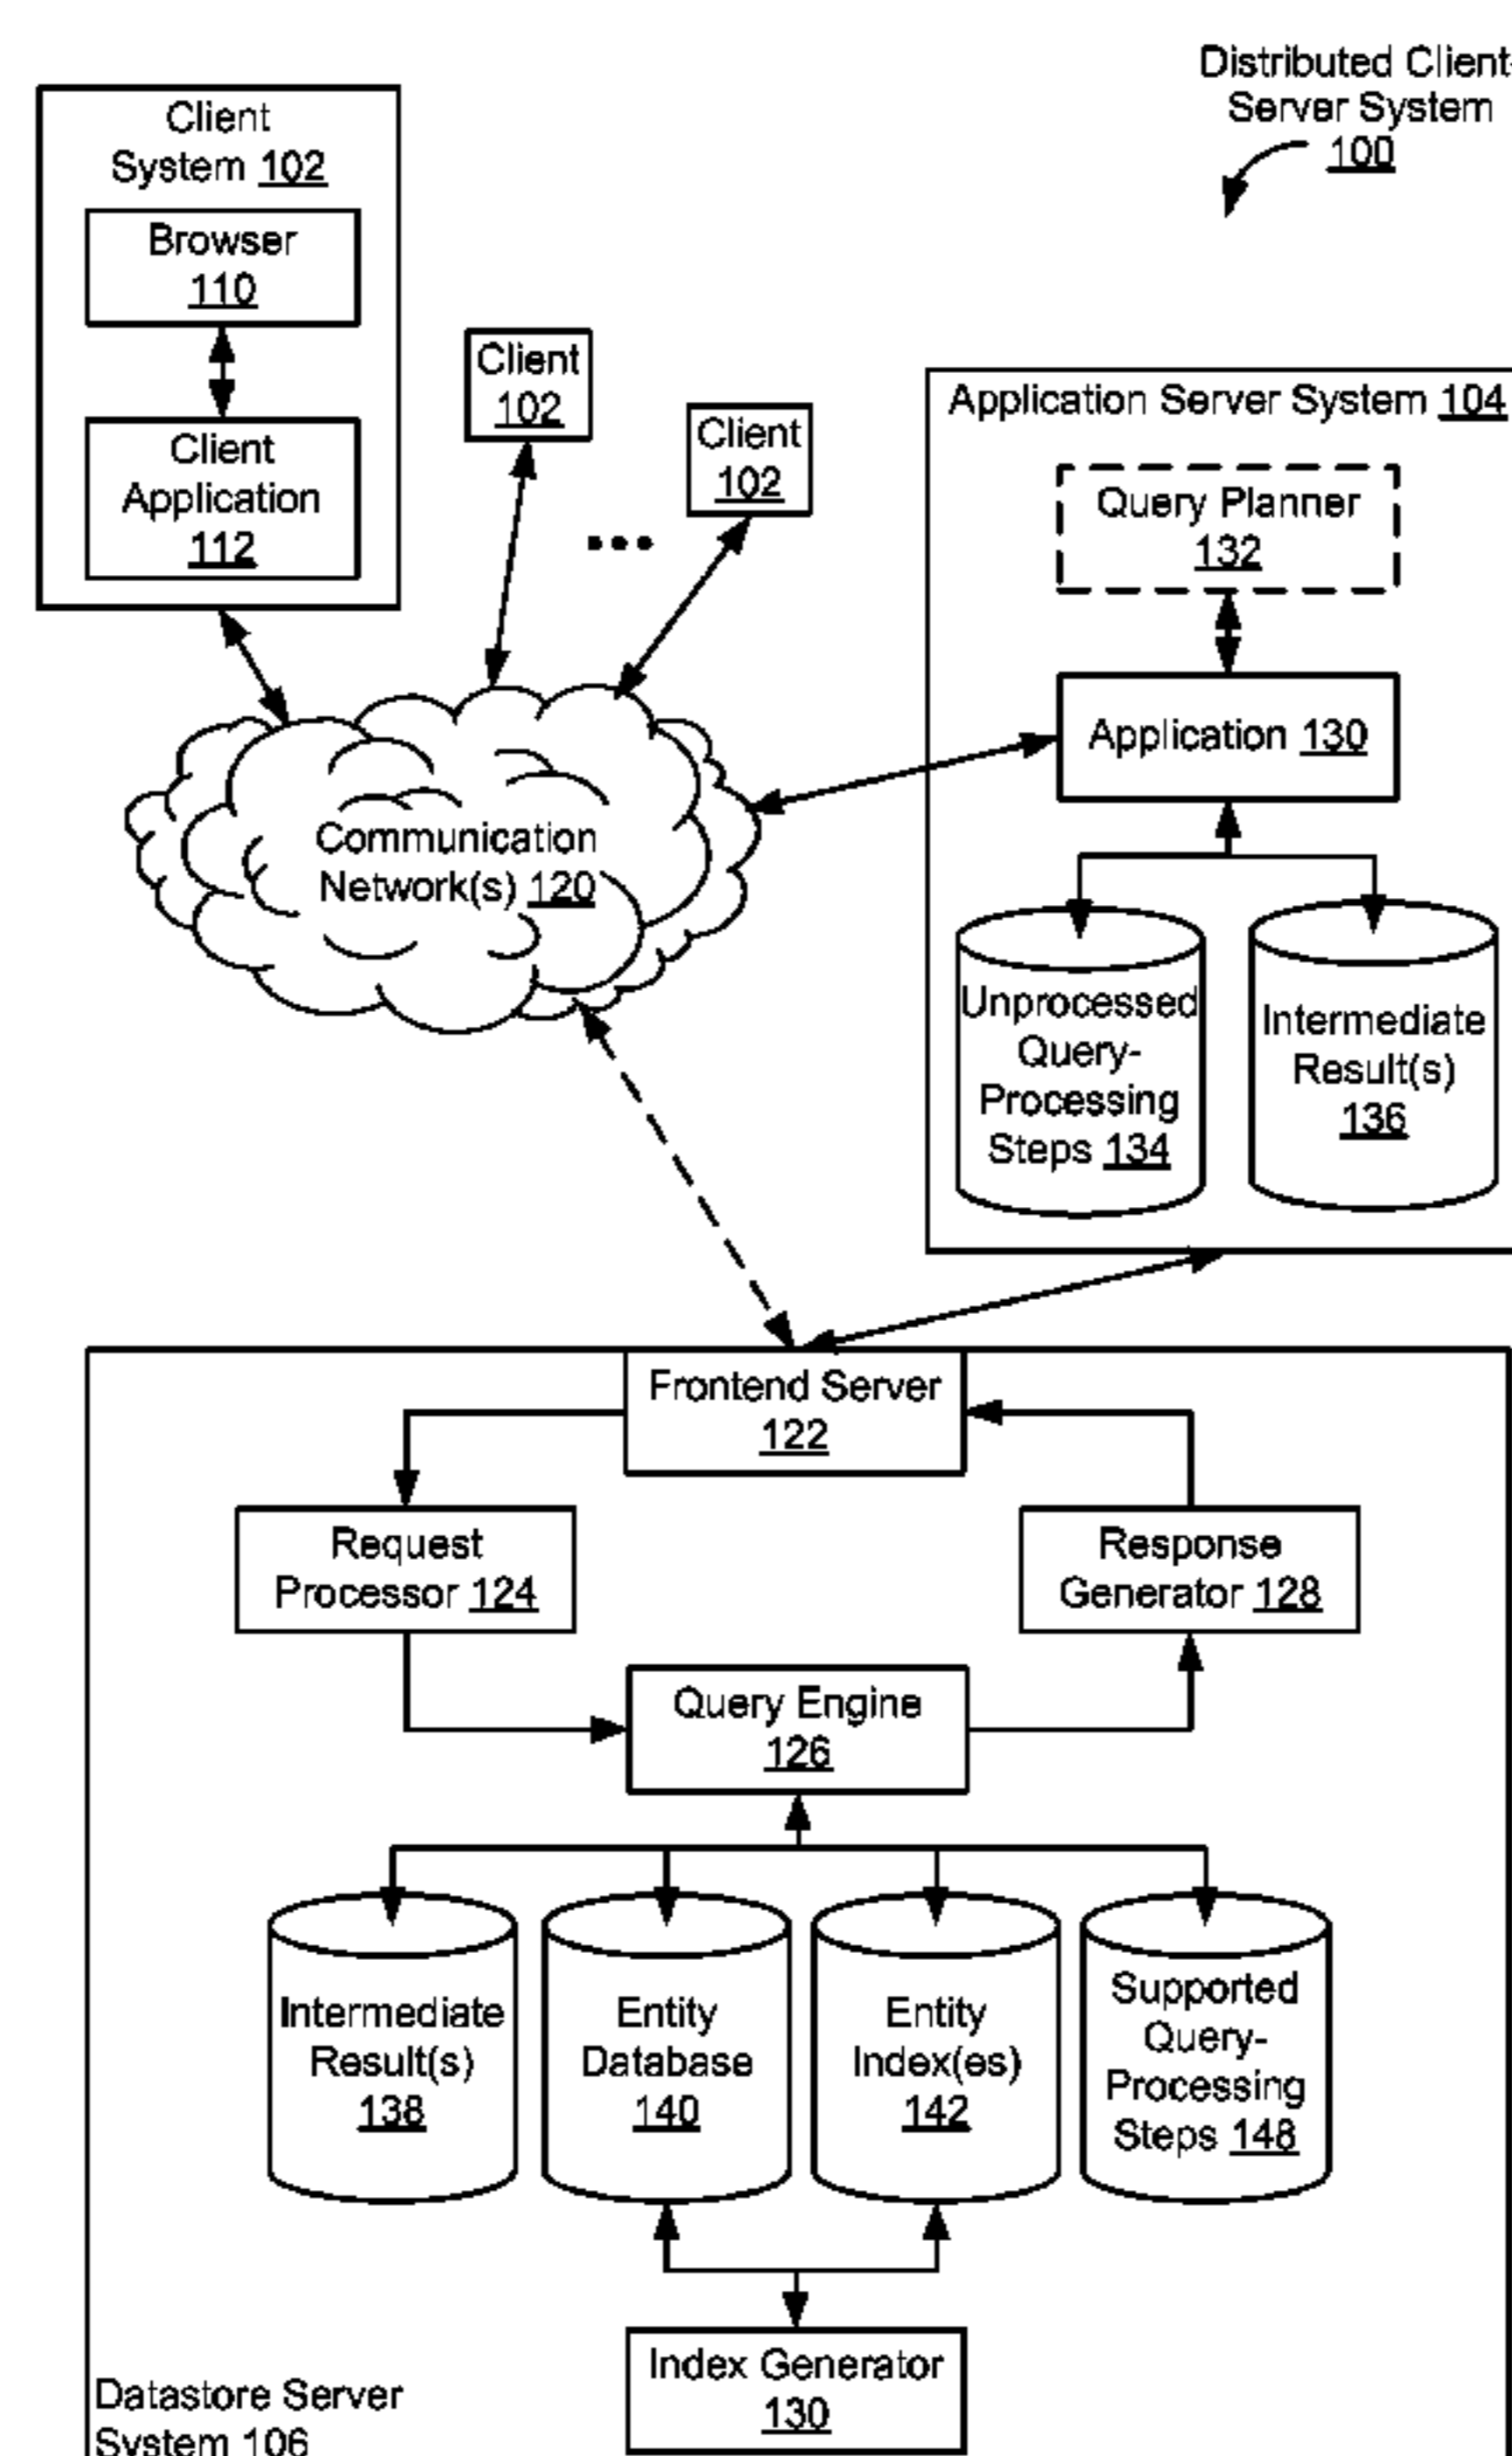 Distributed Client-
Server System
100
Client
System 102
Browser
110
Client
Application
112
Client
102
Client
102
...
Application Server System 104
Query Planner
132
Application 130
Communication
Network(s) 120
Unprocessed
Query-
Processing
Steps 134
Intermediate
Result(s)
136
Frontend Server
122
Request
Processor 124
Response
Generator 128
Query Engine
126
Intermediate
Result(s)
138
Entity
Database
140
Entity
Index(es)
142
Supported
Query-
Processing
Steps 148
Index Generator
130
Datastore Server
System 106